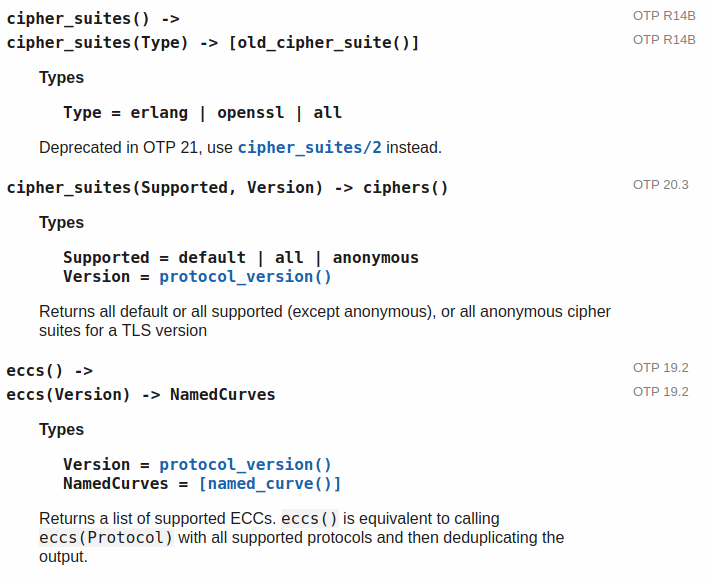 cipher_suites() -> OTP R14B
cipher_suites(Type) -> [old_cipher_suite()] OTP R14B
Types
Type = erlang | openssl | all
Deprecated in OTP 21, use cipher_suites/2 instead.
cipher_suites(Supported, Version) -> ciphers() OTP 20.3
Types
Supported = default | all | anonymous
Version = protocol_version()
Returns all default or all supported (except anonymous), or all anonymous cipher
suites for a TLS version
eccs() -> OTP 19.2
eccs(Version) -> NamedCurves OTP 19.2
Types
Version = protocol_version()
NamedCurves = [named_curve()]
Returns a list of supported ECCs. eccs() is equivalent to calling
eccs(Protocol) with all supported protocols and then deduplicating the
output.